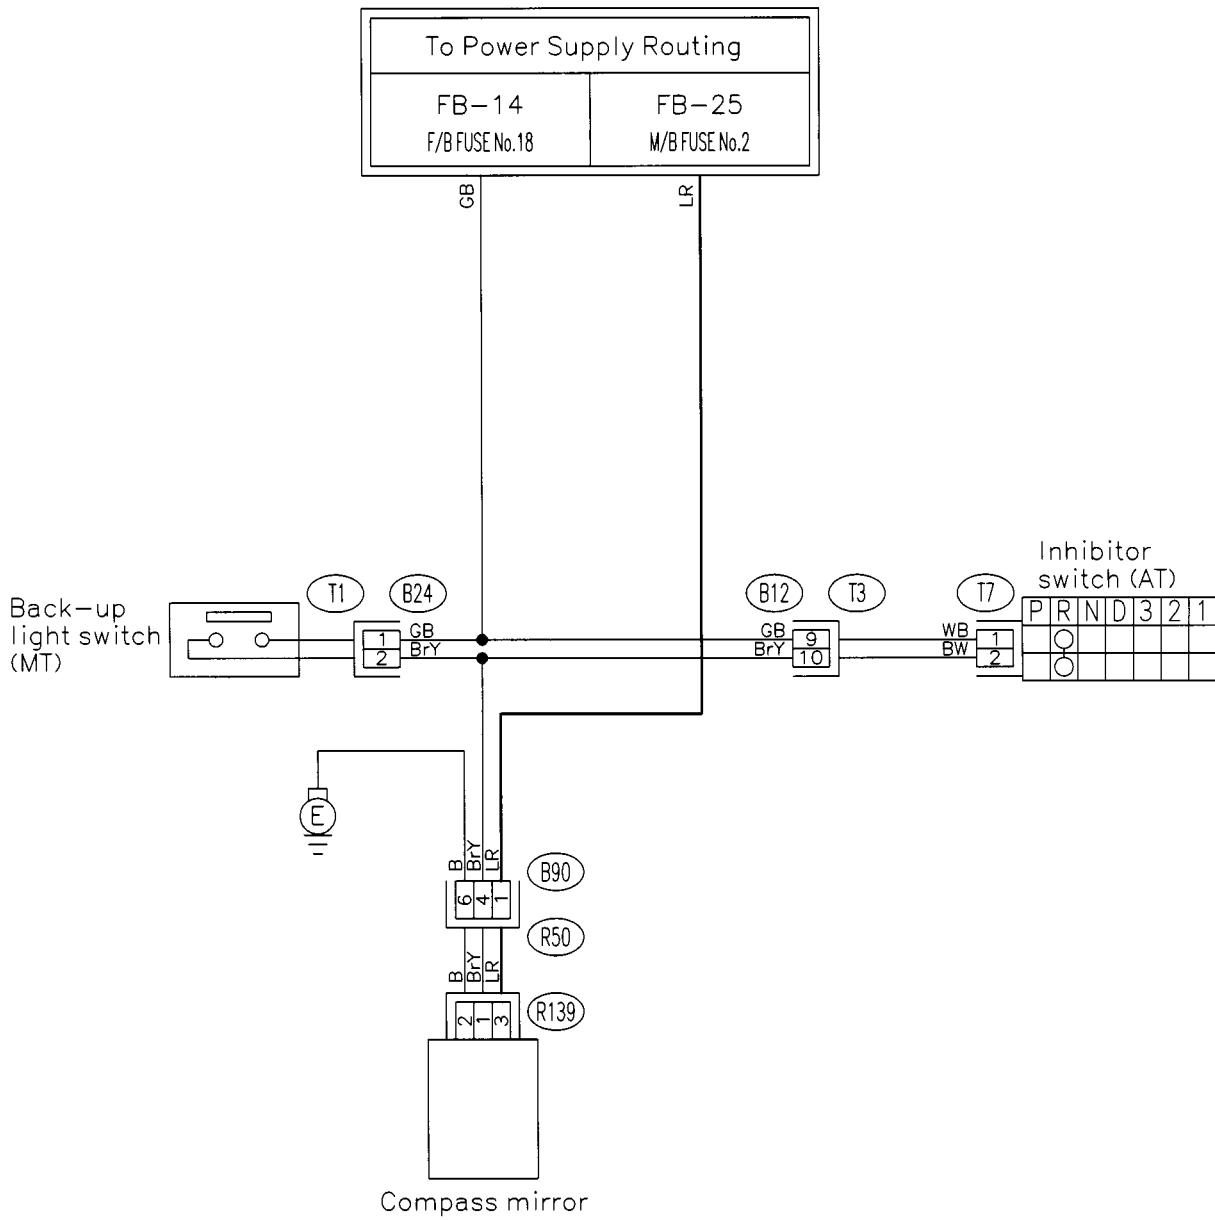 To Power Supply Routing
FB-14
F/B FUSE No.18
FB-25
M/B FUSE No.2
GB
LR
Inhibitor
switch (AT)
P R N D 3 2 1
Back-up
light switch
(MT)
T1
B24
B12
T3
T7
1
2
GB
BrY
GB
BrY
9
10
WB
BW
1
2
E
B
BrY
LR
6
4
1
B90
R50
B
BrY
LR
2
1
3
R139
Compass mirror